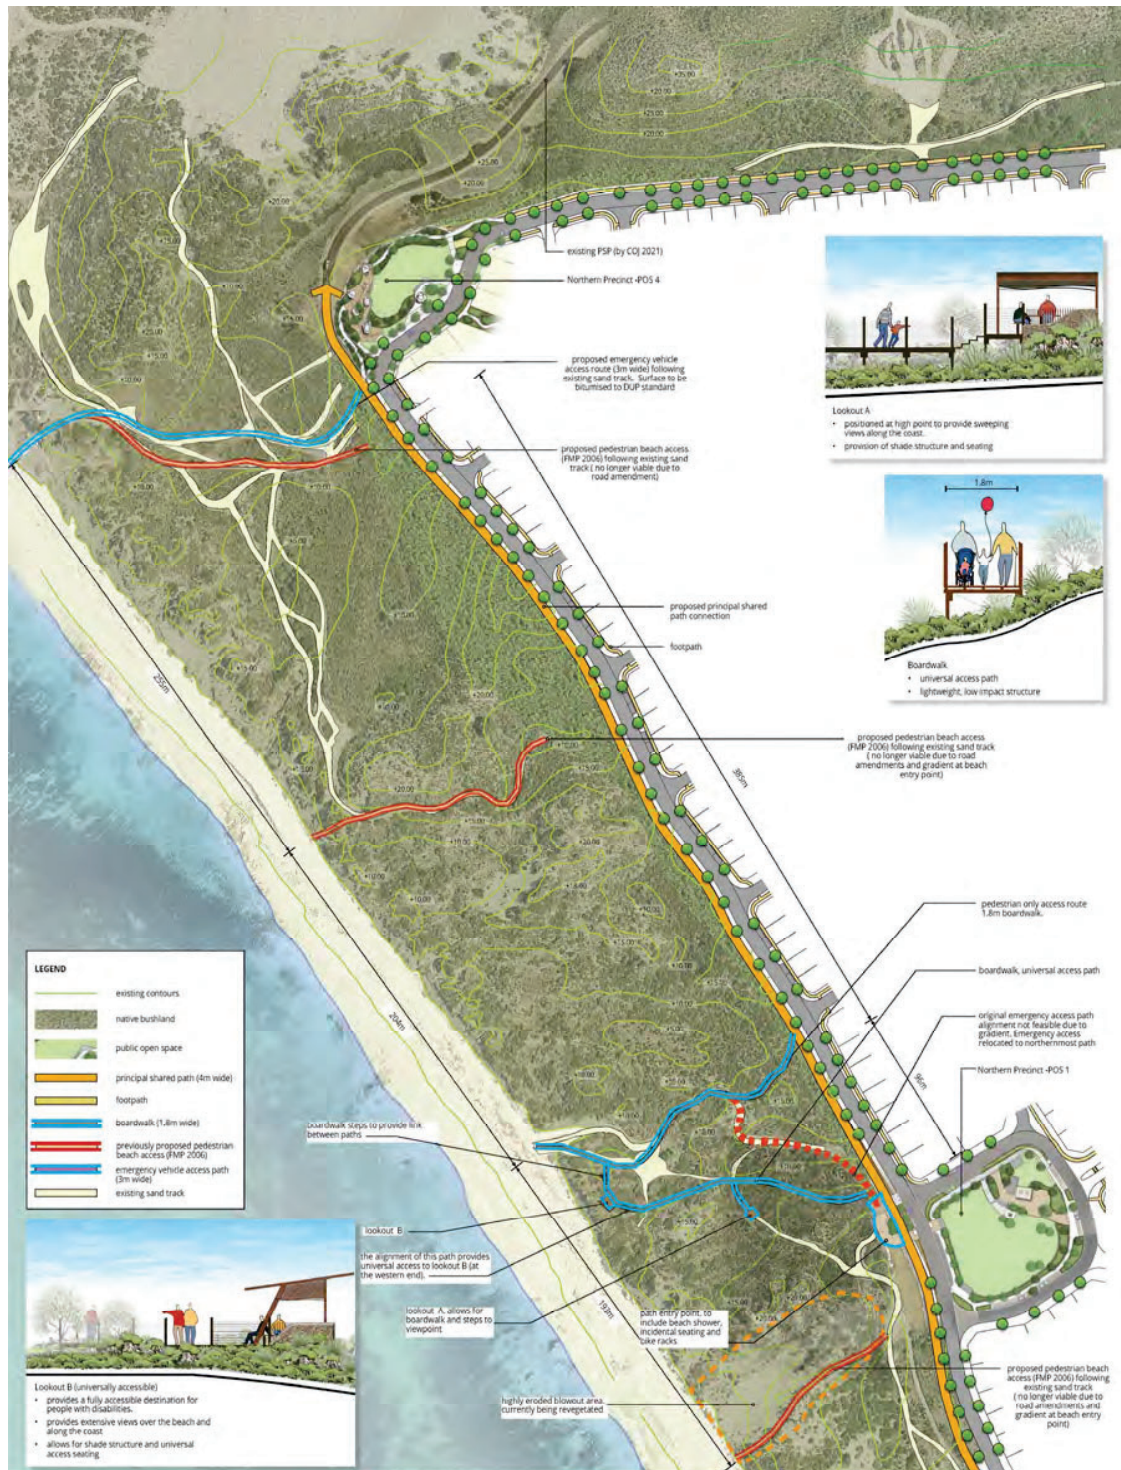 existing PSP (by COJ 2021)
Northern Precinct -POS 4
proposed emergency vehicle
access route (3m wide) following
existing sand track. Surface to be
bitumised to DUP standard
proposed pedestrian beach access
(FMP 2006) following existing sand
track ( no longer viable due to
road amendment)
proposed principal shared
path connection
footpath
proposed pedestrian beach access
(FMP 2006) following existing sand track
( no longer viable due to road
amendments and gradient at beach
entry point)
pedestrian only access route
1.8m boardwalk.
boardwalk, universal access path
original emergency access path
alignment not feasible due to
gradient. Emergency access
relocated to northernmost path
Northern Precinct -POS 1
proposed pedestrian beach
access (FMP 2006) following
existing sand track
( no longer viable due to
road amendments and
gradient at beach entry
point)
Lookout A
• positioned at high point to provide sweeping
views along the coast.
• provision of shade structure and seating
1.8m
Boardwalk
• universal access path
• lightweight, low impact structure
255m
385m
204m
96m
193m
LEGEND
existing contours
native bushland
public open space
principal shared path (4m wide)
footpath
boardwalk (1.8m wide)
previously proposed pedestrian
beach access (FMP 2006)
emergency vehicle access path
(3m wide)
existing sand track
boardwalk steps to provide link
between paths
lookout B
the alignment of this path provides
universal access to lookout B (at
the western end).
lookout A, allows for
boardwalk and steps to
viewpoint
path entry point, to
include beach shower,
incidental seating and
bike racks
highly eroded blowout area
currently being revegetated
Lookout B (universally accessible)
• provides a fully accessible destination for
people with disabilities.
• provides extensive views over the beach and
along the coast
• allows for shade structure and universal
access seating